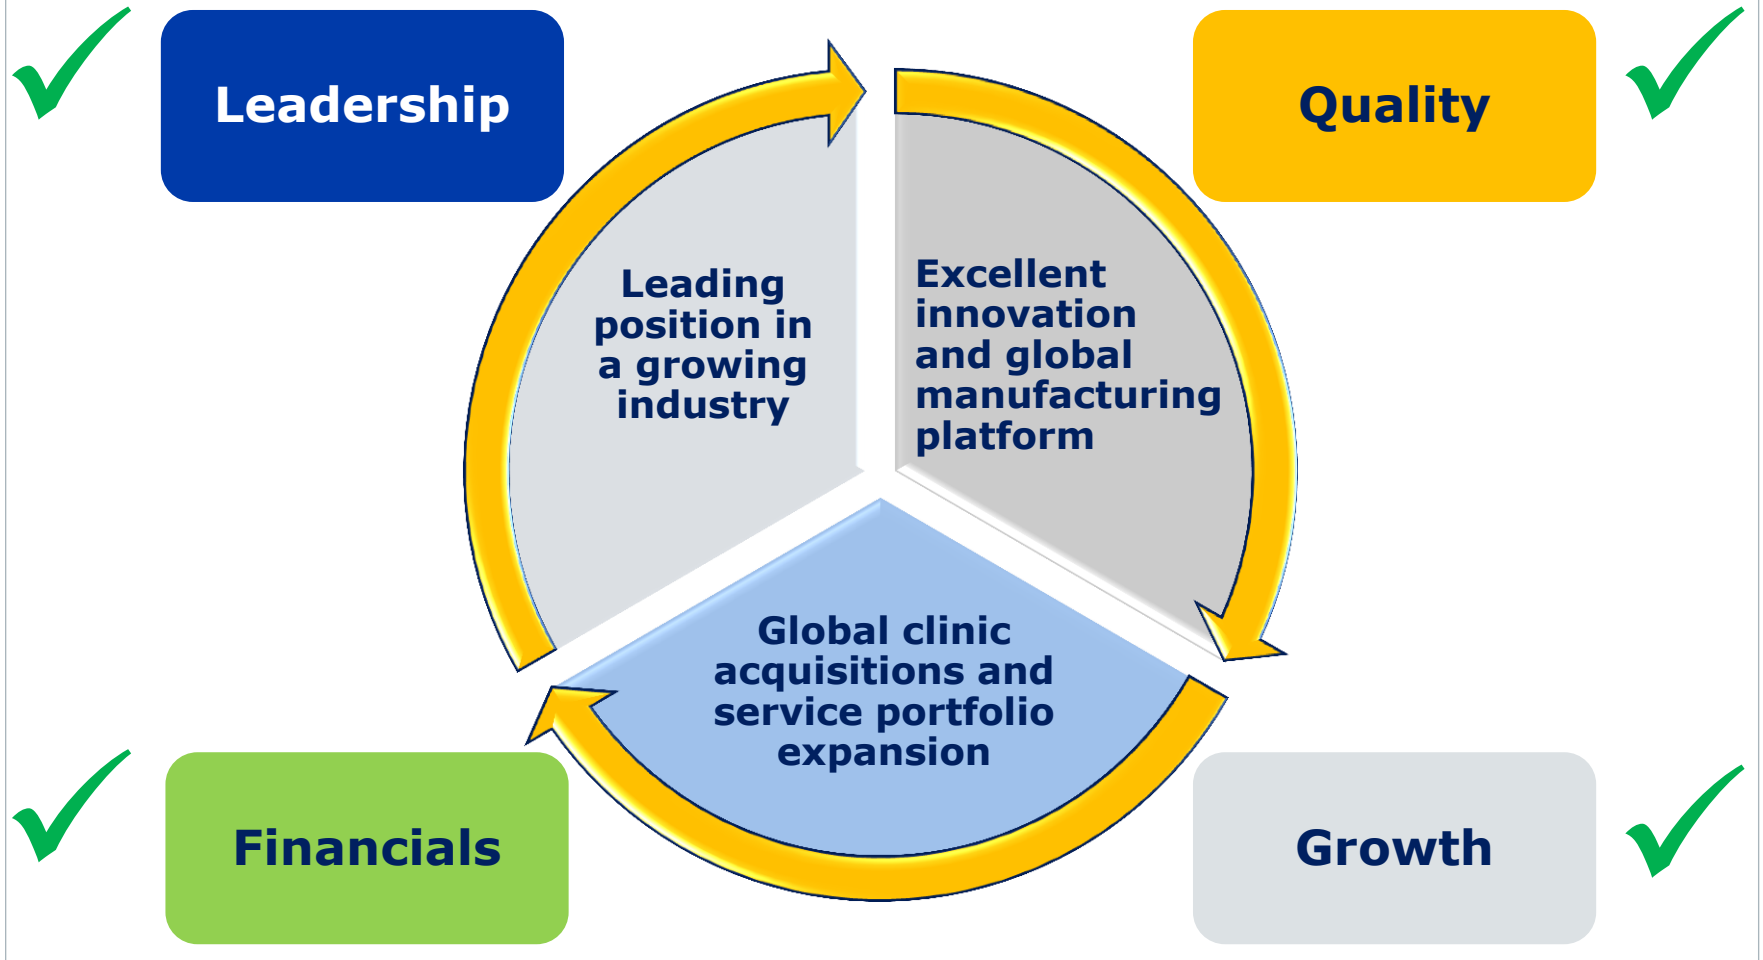 Leadership
Quality
Leading
position in
a growing
industry
Excellent
innovation
and global
manufacturing
platform
Global clinic
acquisitions and
service portfolio
expansion
Financials
Growth